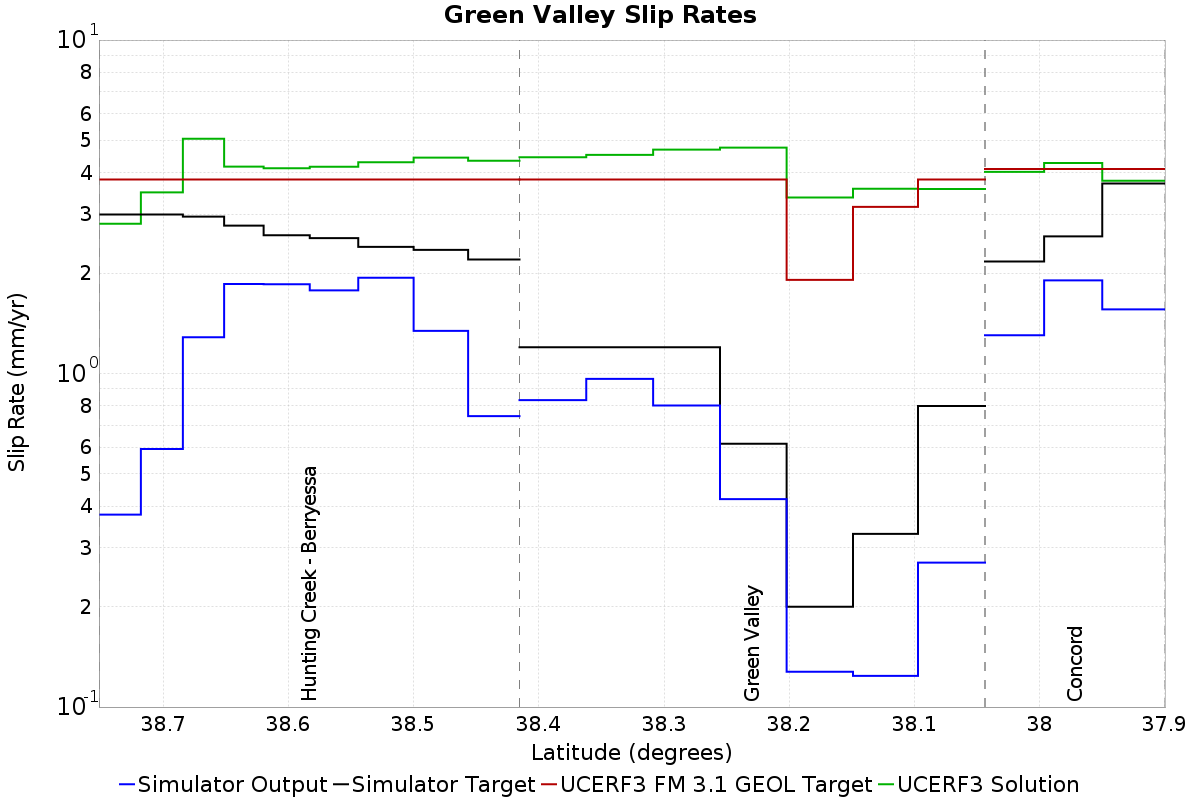 Green Valley Slip Rates
Slip Rate (mm/yr)
10^1
8
6
5
4
3
2
10^0
8
6
5
4
3
2
10^-1
Hunting Creek - Berryessa
Green Valley
Concord
38.7 38.6 38.5 38.4 38.3 38.2 38.1 38 37.9
Latitude (degrees)
Simulator Output Simulator Target UCERF3 FM 3.1 GEOL Target UCERF3 Solution